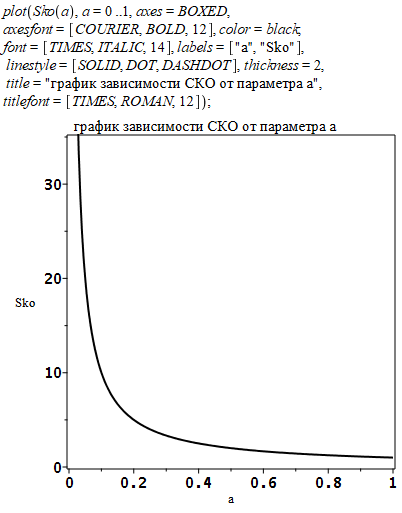 plot(Sko(a), a = 0 ..1, axes = BOXED,
axesfont = [COURIER, BOLD, 12], color = black,
font = [TIMES, ITALIC, 14], labels = ["a", "Sko"],
linestyle = [SOLID, DOT, DASHDOT], thickness = 2,
title = "график зависимости СКО от параметра a",
titlefont = [TIMES, ROMAN, 12]);
график зависимости СКО от параметра a
30
20
Sko
10
0
0 0.2 0.4 0.6 0.8 1
a